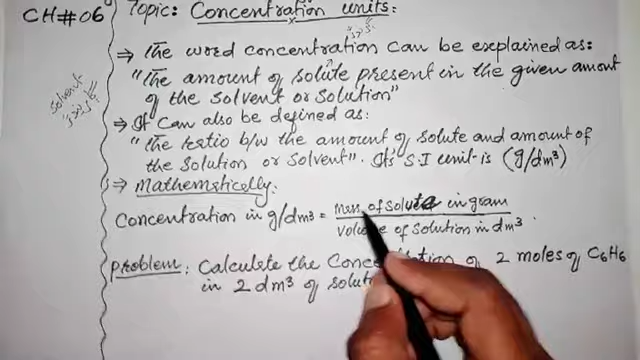 CH#06
Topic: Concentration units:
⇒ The word concentration can be explained as:
"The amount of solute present in the given amount
of the solvent or solution"
solvent
⇒ It can also be defined as:
"The ratio b/w the amount of solute and amount of
the solution or solvent". Its S.I unit is (g/dm³)
⇒ Mathematically:
Concentration in g/dm³ = Mass of solute in gram
volume of solution in dm³.
Problem: Calculate the of 2 moles of C6H6
in 2 dm³ of